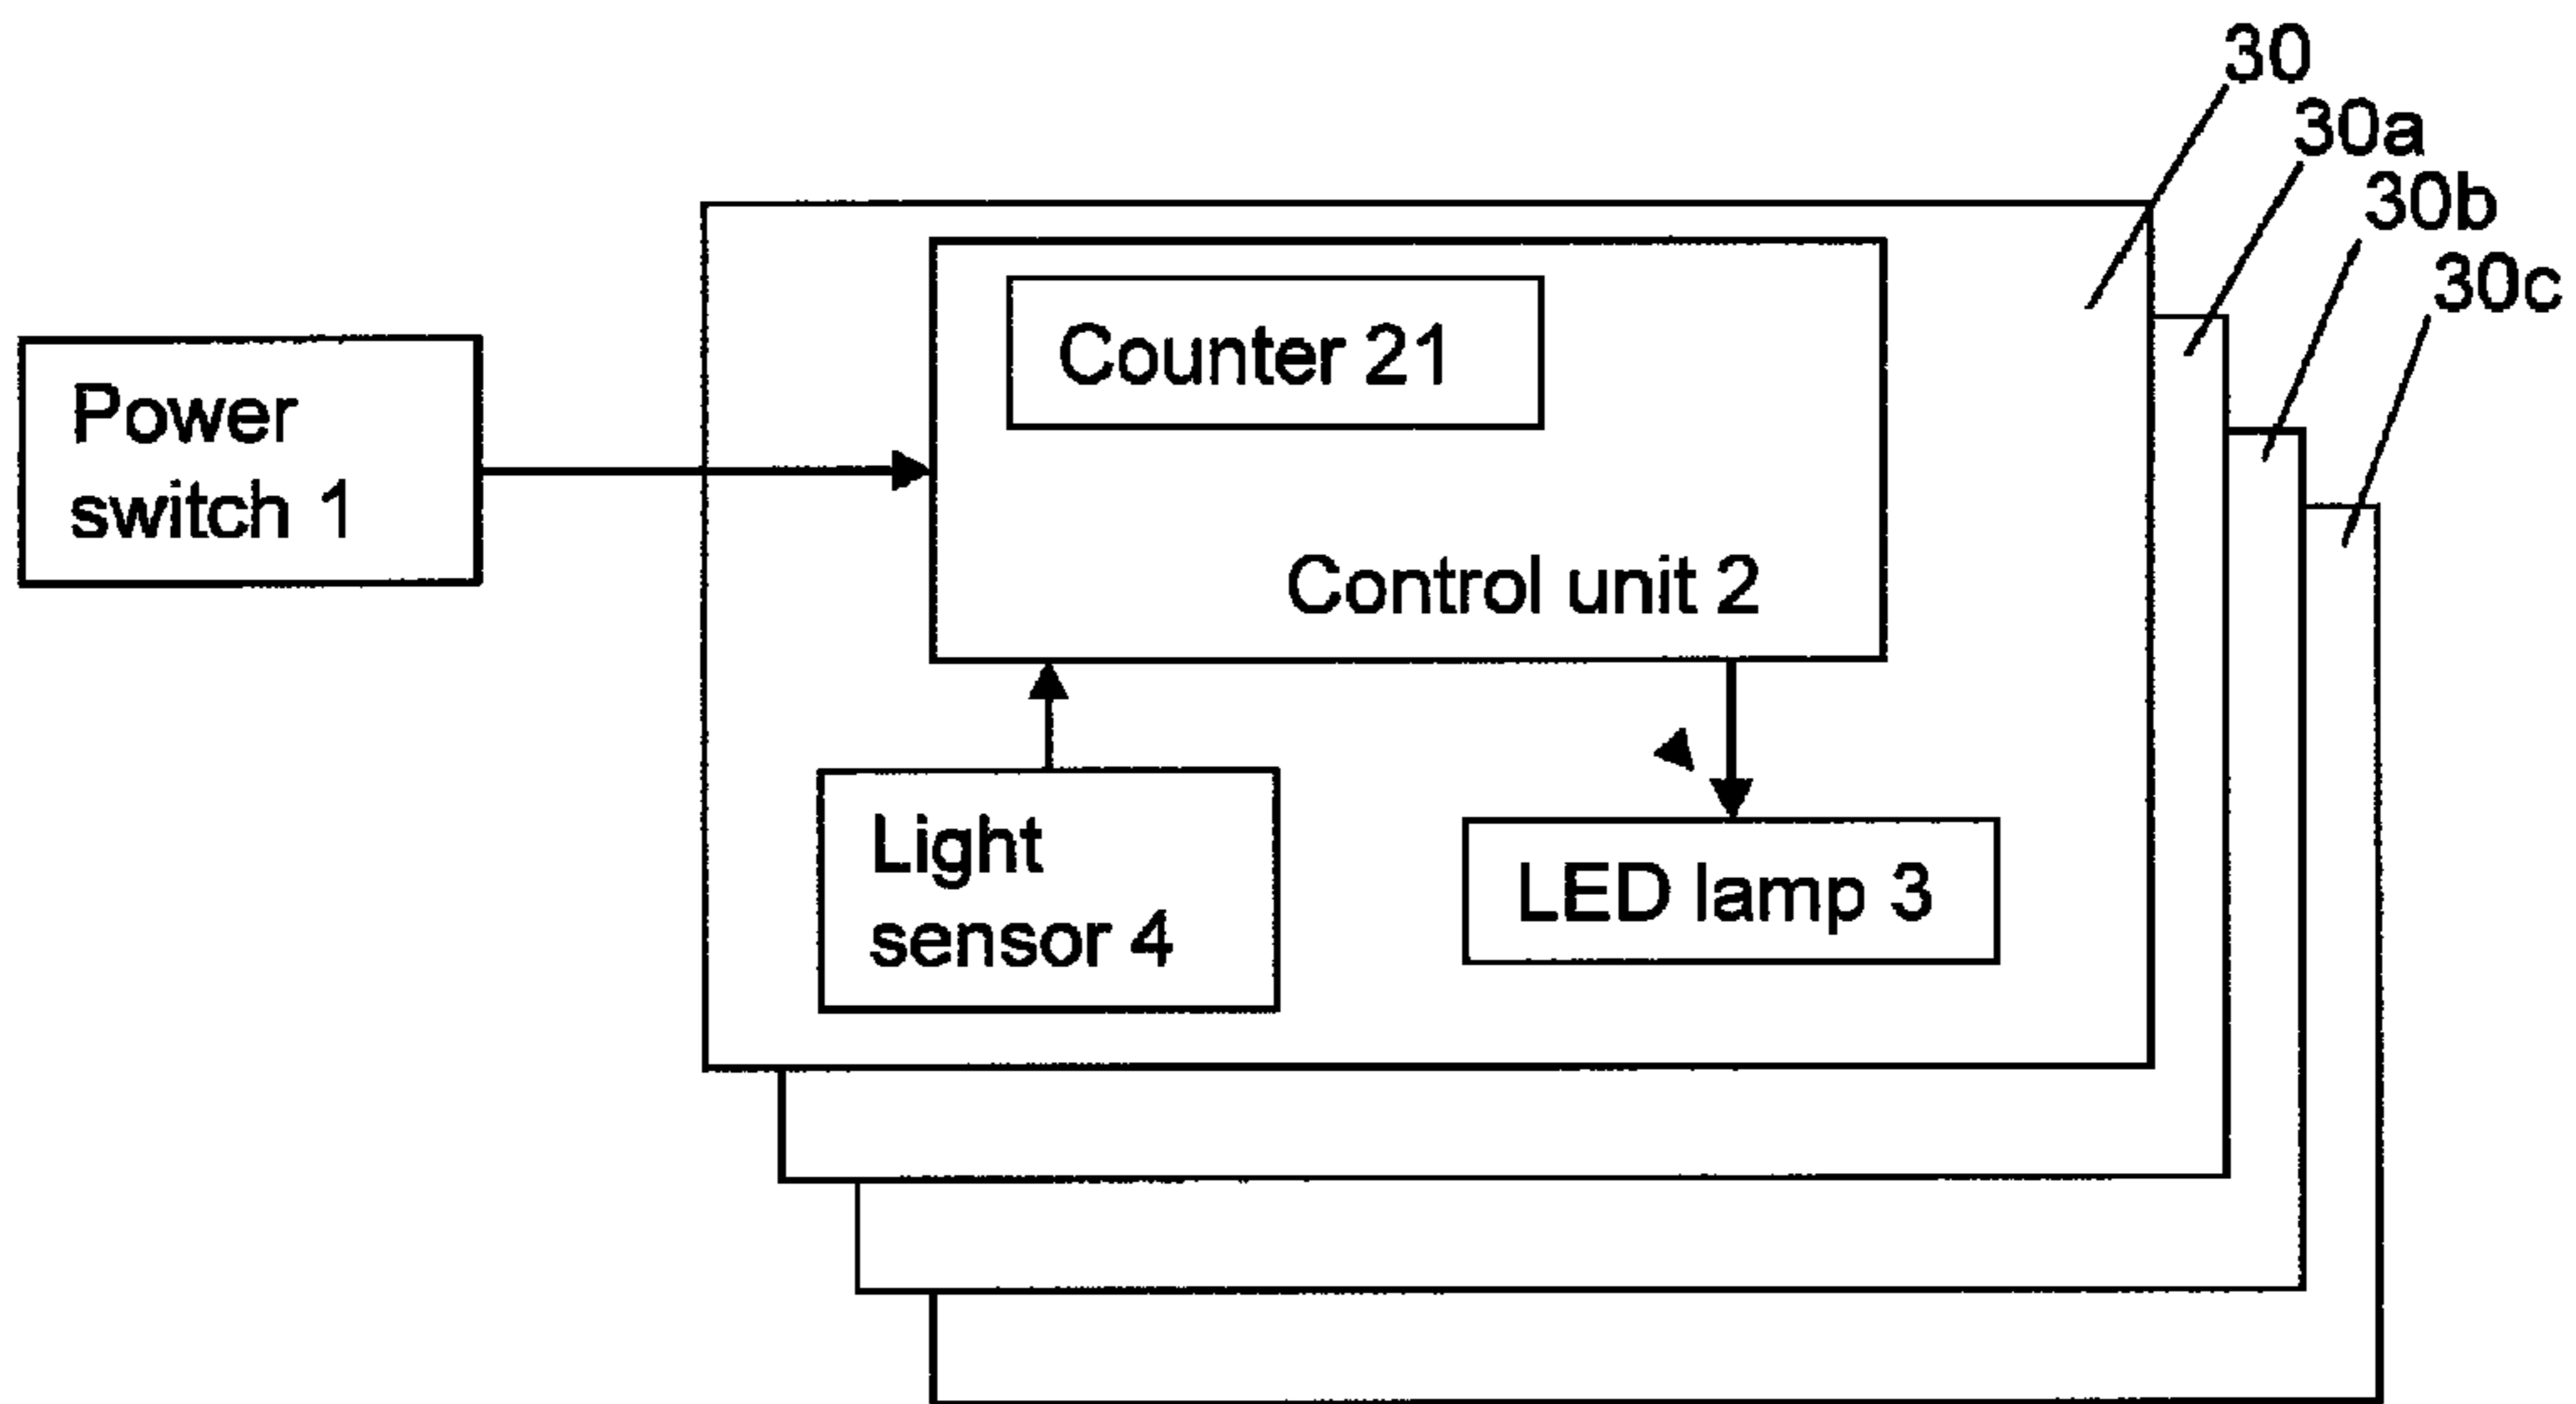 30
30a
30b
30c
Counter 21
Power
switch 1
Control unit 2
Light
sensor 4
LED lamp 3